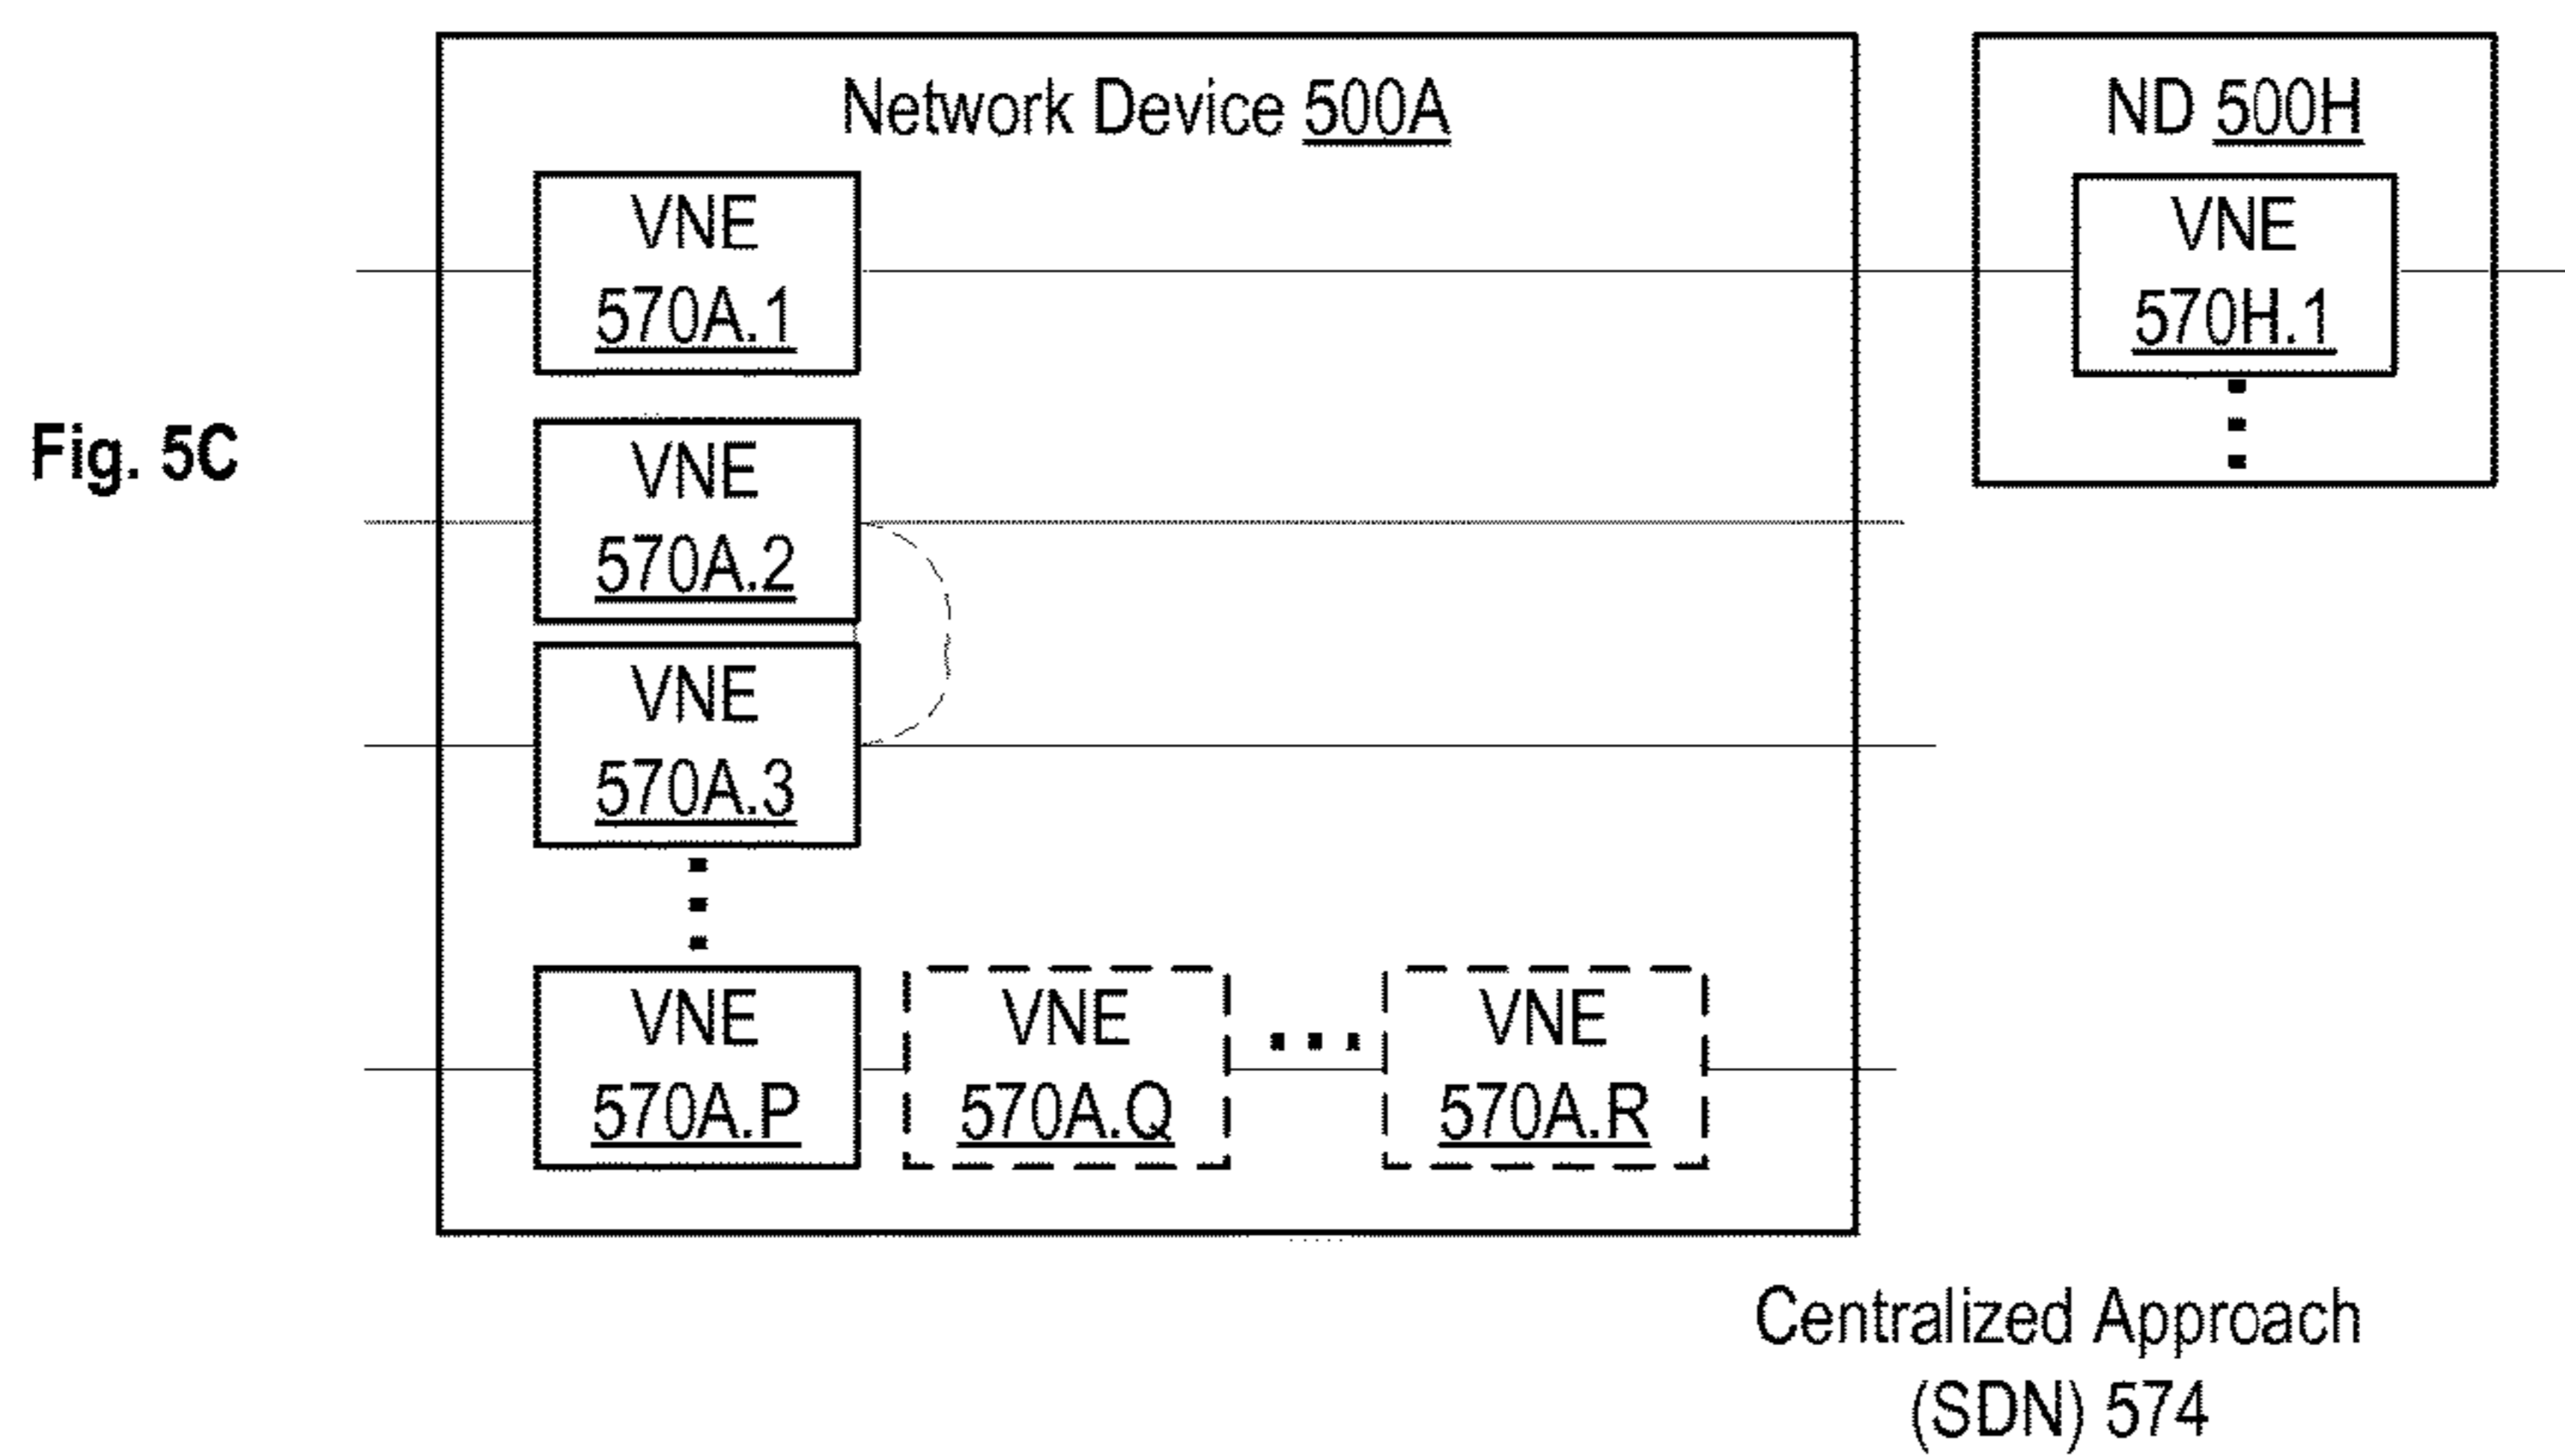 Network Device 500A
ND 500H
VNE
570A.1
VNE
570H.1
Fig. 5C
VNE
570A.2
VNE
570A.3
VNE
570A.P
VNE
570A.Q
...
VNE
570A.R
Centralized Approach
(SDN) 574